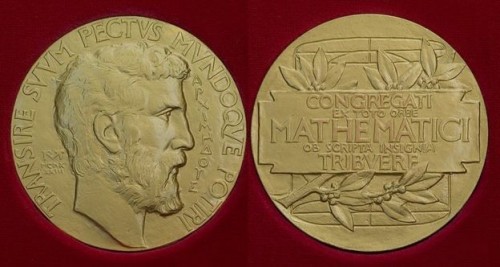 TRANSIRE SVVM PECTVS MVNDOQVE POTIRI
ΑΡΧΙΜΗΔΟΥΣ
CONGREGATI
EX TOTO ORBE
MATHEMATICI
OB SCRIPTA INSIGNIA
TRIBVERE